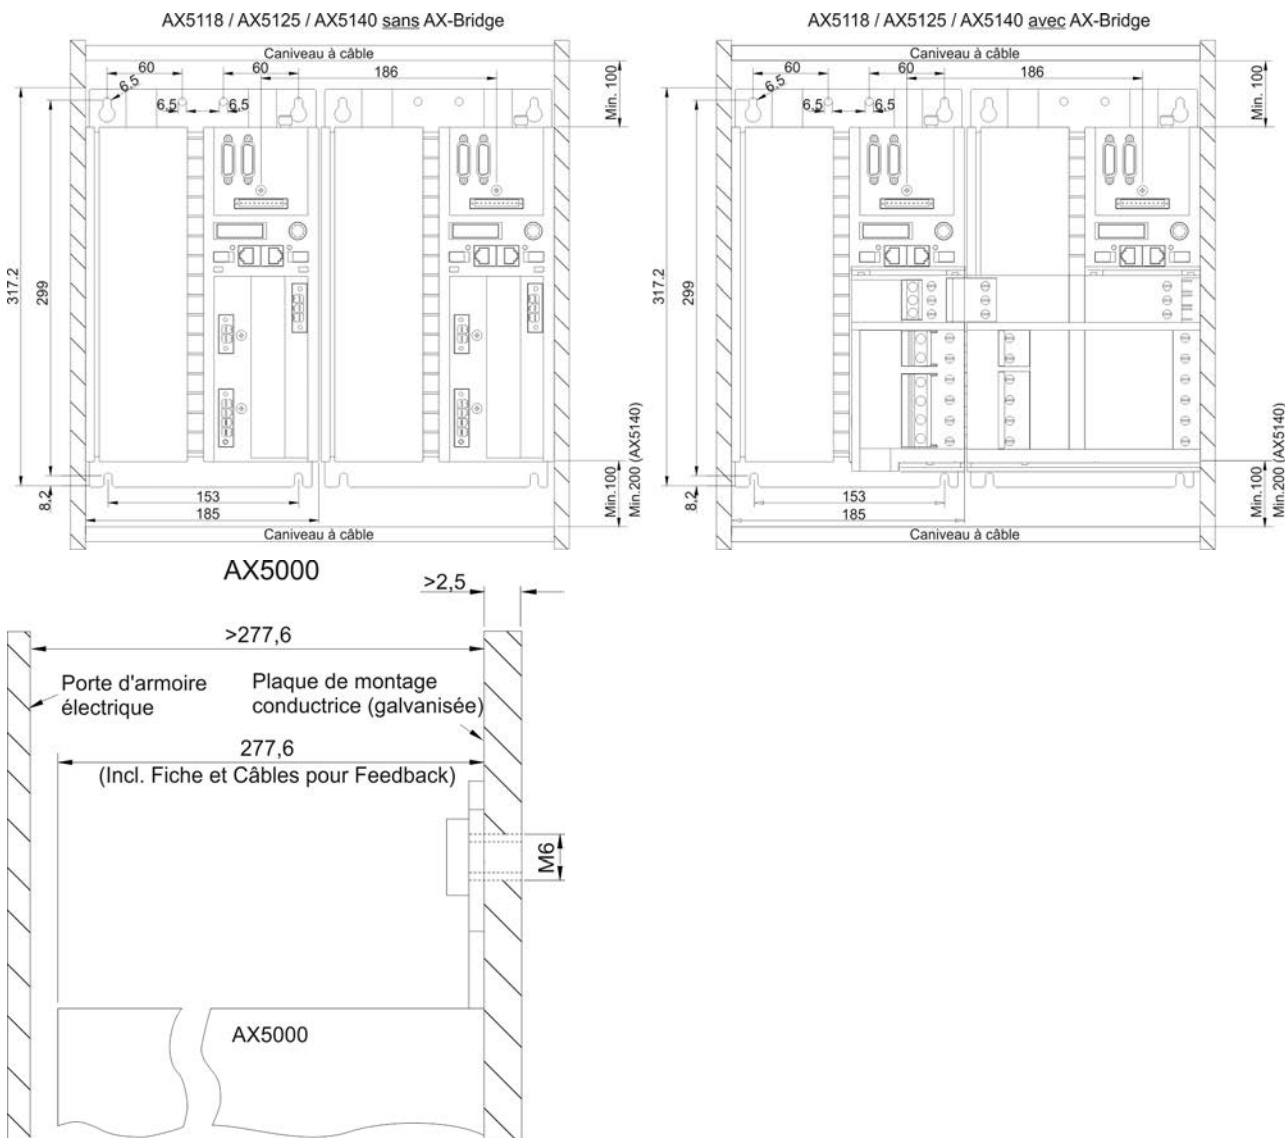 AX5118 / AX5125 / AX5140 sans AX-Bridge
Caniveau à câble
60
60
186
6.5
6,5
6,5
Min. 100
317.2
299
8,2
153
185
Min.100
Min.200 (AX5140)
Caniveau à câble
AX5118 / AX5125 / AX5140 avec AX-Bridge
Caniveau à câble
60
60
186
6.5
6,5
6,5
Min. 100
317.2
299
8,2
153
185
Min.100
Min.200 (AX5140)
Caniveau à câble
AX5000
>2,5
>277,6
Porte d'armoire
électrique
Plaque de montage
conductrice (galvanisée)
277,6
(Incl. Fiche et Câbles pour Feedback)
M6
AX5000